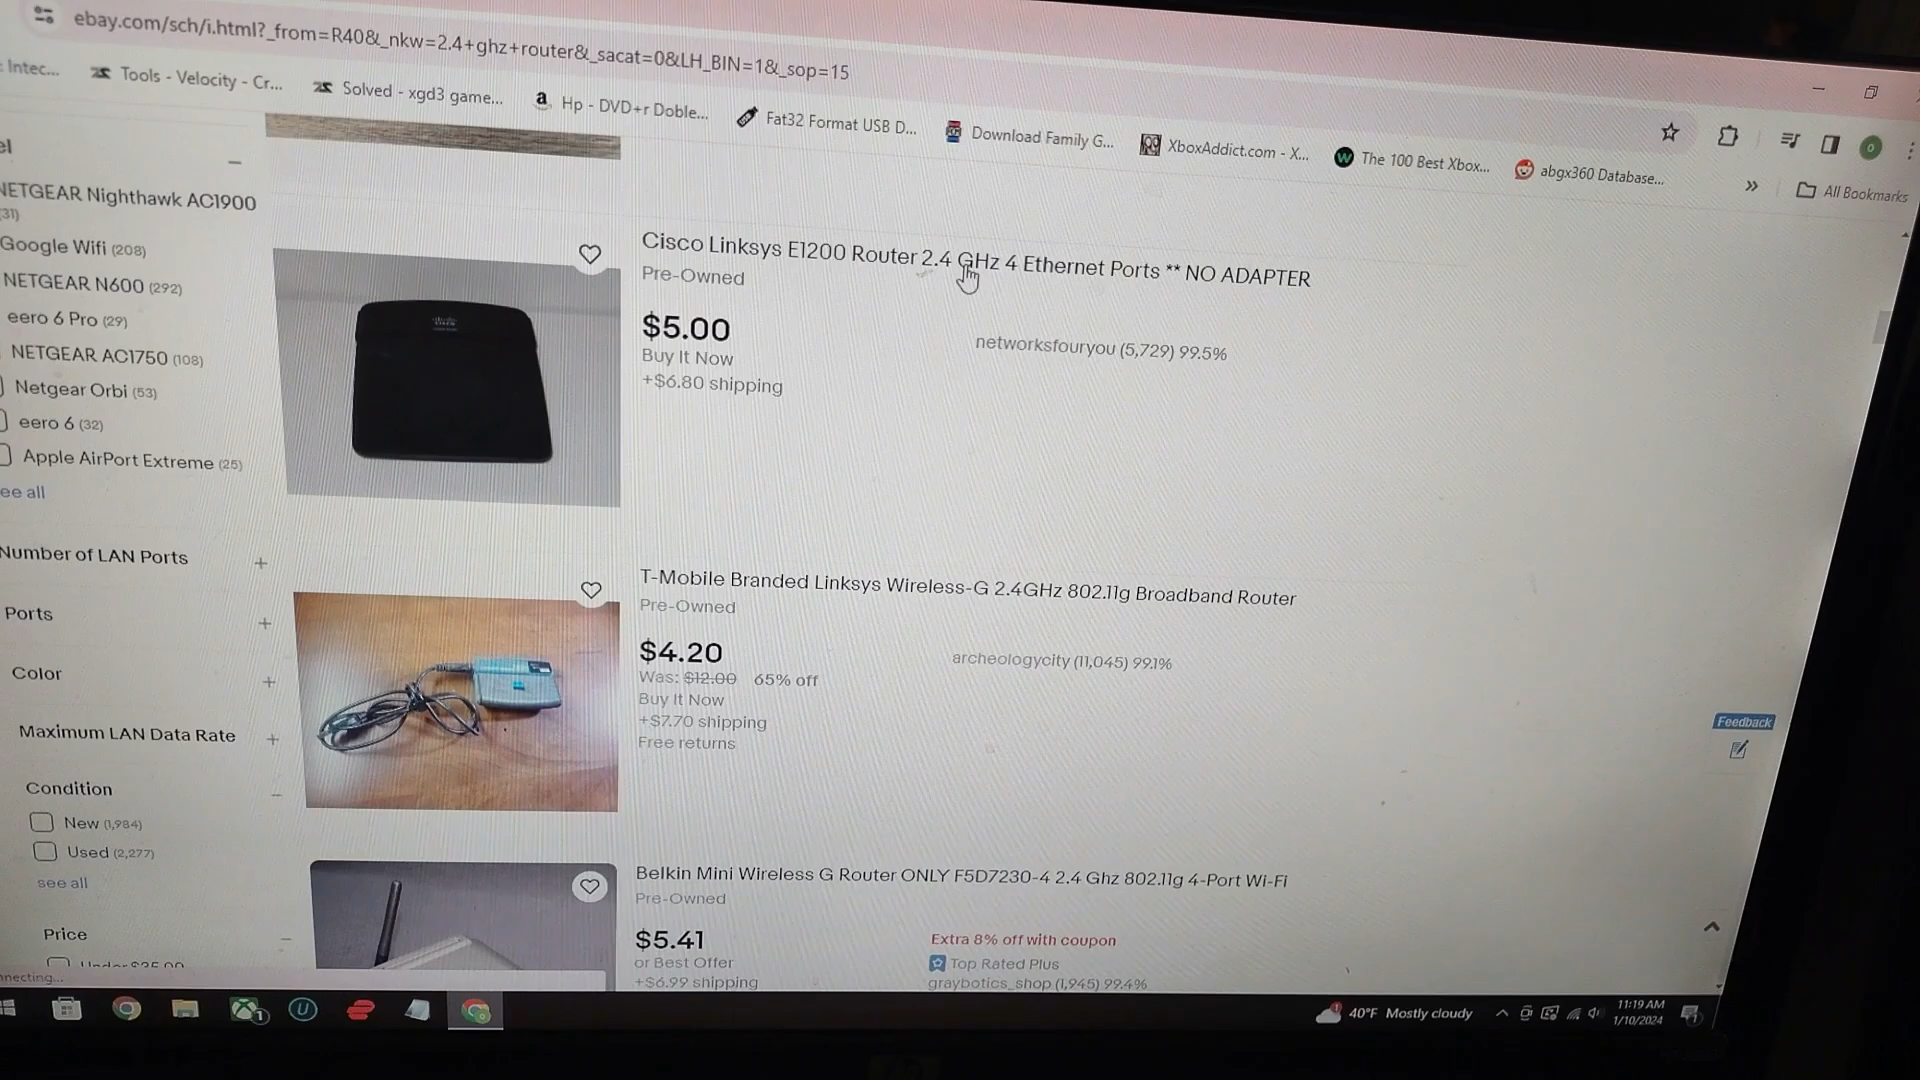 ebay.com/sch/i.html?_from=R40&_nkw=2.4+ghz+router&_sacat=0&LH_BIN=1&_sop=15
: Intec...
Tools - Velocity - Cr...
Solved - xgd3 game...
Hp - DVD+r Doble...
Fat32 Format USB D...
Download Family G...
XboxAddict.com - X...
The 100 Best Xbox...
abgx360 Database...
»
All Bookmarks
el
NETGEAR Nighthawk AC1900
(31)
Google Wifi (208)
NETGEAR N600 (292)
eero 6 Pro (29)
NETGEAR AC1750 (108)
Netgear Orbi (53)
eero 6 (32)
Apple AirPort Extreme (25)
ee all
Number of LAN Ports
Ports
Color
Maximum LAN Data Rate
Condition
New (1,984)
Used (2,277)
see all
Price
Under $35.00
Cisco Linksys E1200 Router 2.4 GHz 4 Ethernet Ports ** NO ADAPTER
Pre-Owned
$5.00
Buy It Now
+$6.80 shipping
networksfouryou (5,729) 99.5%
T-Mobile Branded Linksys Wireless-G 2.4GHz 802.11g Broadband Router
Pre-Owned
$4.20
Was: $12.00 65% off
Buy It Now
+$7.70 shipping
Free returns
archeologycity (11,045) 99.1%
Belkin Mini Wireless G Router ONLY F5D7230-4 2.4 Ghz 802.11g 4-Port Wi-Fi
Pre-Owned
$5.41
or Best Offer
+$6.99 shipping
Extra 8% off with coupon
Top Rated Plus
graybotics_shop (1,945) 99.4%
Feedback
nnecting...
40°F Mostly cloudy
11:19 AM
1/10/2024